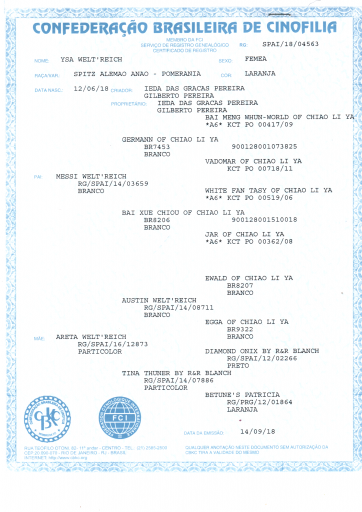 CONFEDERAÇÃO BRASILEIRA DE CINOFILIA
MEMBRO DA FCI
SERVIÇO DE REGISTRO GENEALÓGICO
CERTIFICADO DE REGISTRO
RG SPAI/18/04563
NOME: YSA WELT'REICH SEXO: FEMEA
RAÇA/VAR: SPITZ ALEMAO ANAO - POMERANIA COR: LARANJA
DATA NASC.: 12/06/18 CRIADOR: IEDA DAS GRACAS PEREIRA
GILBERTO PEREIRA
PROPRIETÁRIO: IEDA DAS GRACAS PEREIRA
GILBERTO PEREIRA
BAI MENG WHUN-WORLD OF CHIAO LI YA
*A6* KCT PO 00417/09
GERMANN OF CHIAO LI YA
BR7453 900128001073825
BRANCO
VADOMAR OF CHIAO LI YA
KCT PO 00718/11
PAI: MESSI WELT'REICH
RG/SPAI/14/03659
BRANCO
WHITE FAN TASY OF CHIAO LI YA
*A6* KCT PO 00519/06
BAI XUE CHIOU OF CHIAO LI YA
BR8206 900128001510018
BRANCO
JAR OF CHIAO LI YA
*A6* KCT PO 00362/08
EWALD OF CHIAO LI YA
BR8207
BRANCO
AUSTIN WELT'REICH
RG/SPAI/14/08711
BRANCO
EGGA OF CHIAO LI YA
BR9322
BRANCO
MÃE: ARETA WELT'REICH
RG/SPAI/16/12873
PARTICOLOR
DIAMOND ONIX BY R&R BLANCH
RG/SPAI/12/02266
PRETO
TINA THUNER BY R&R BLANCH
RG/SPAI/14/07886
PARTICOLOR
BETUNE'S PATRICIA
RG/PRG/12/01864
LARANJA
CBKC
FCI
DATA DA EMISSÃO: 14/09/18
QUALQUER ANOTAÇÃO NESTE DOCUMENTO SEM AUTORIZAÇÃO DA
CBKC TIRA A VALIDADE DO MESMO